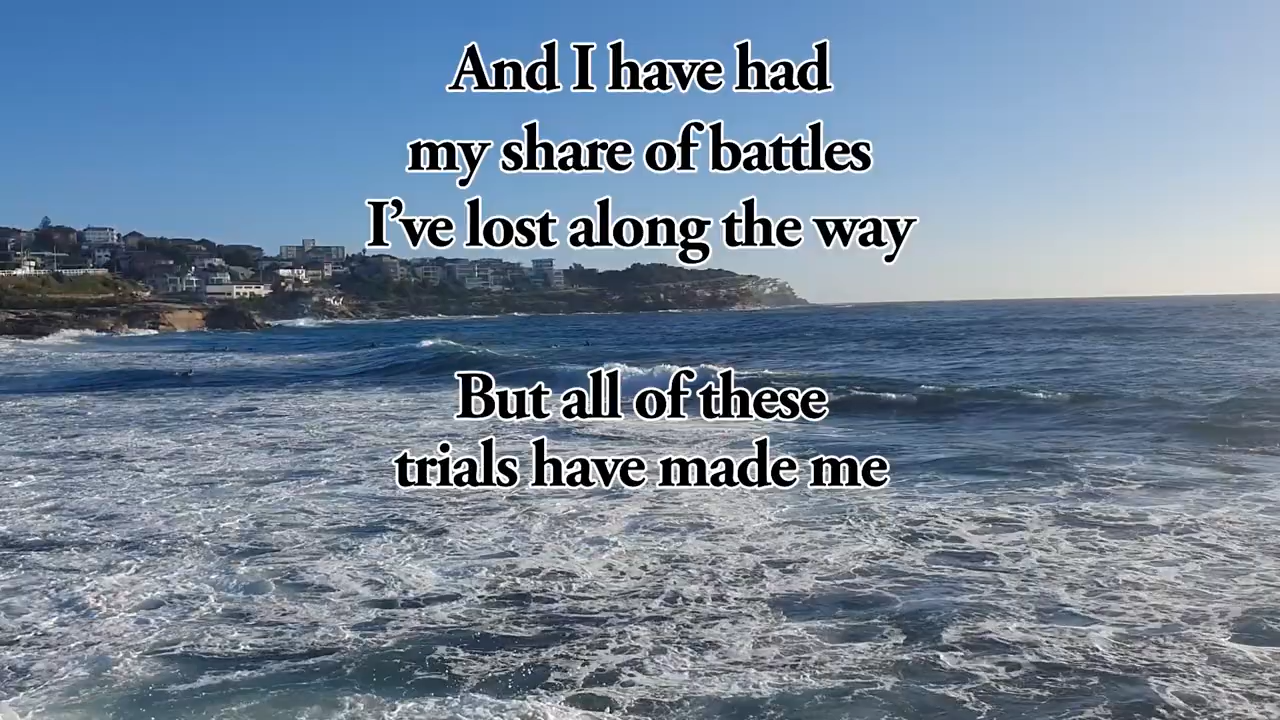 And I have had
my share of battles
I've lost along the way
But all of these
trials have made me